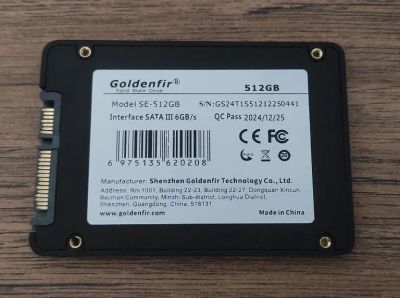 Goldenfir®
Solid State Drive
512GB
Model SE-512GB
S/N:GS24T1S51212250441
Interface SATA III 6GB/s
QC Pass 2024/12/25
6 975135 620208
CE FC
Manufacturer: Shenzhen Goldenfir Technology Co., Ltd.
Address: Rm 1001, Building 22-23, Building 22-27, Dongquan Xincun,
Beizhan Community, Minzhi Sub-district, Longhua District,
Shenzhen, Guangdong, China, 518131
www.goldenfir.com
Made in China